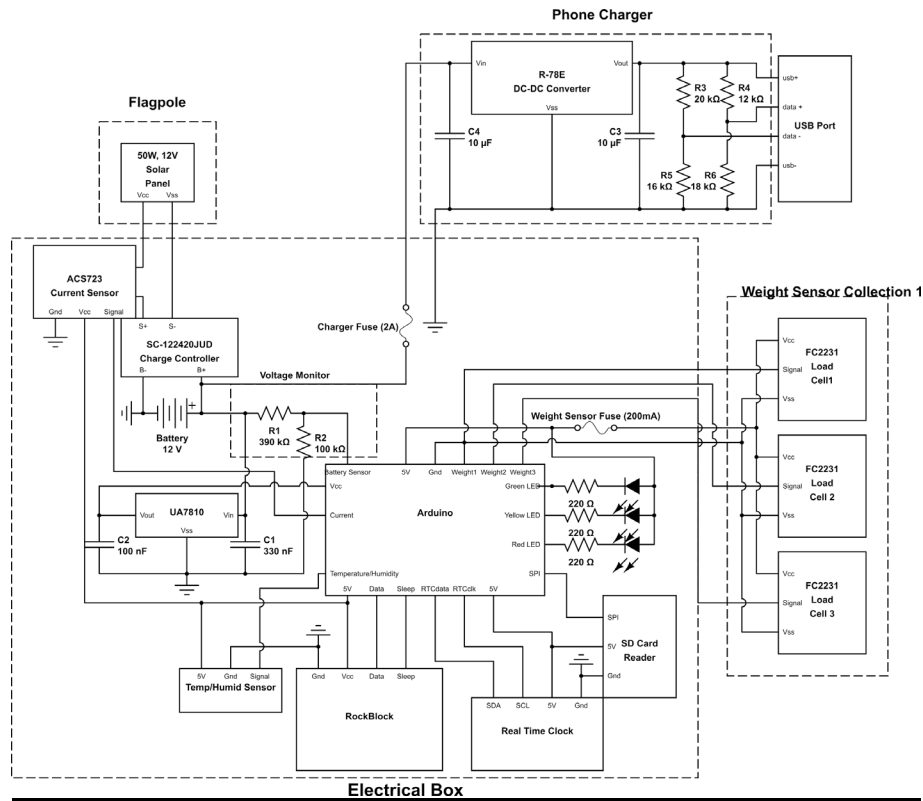 Phone Charger
Vin
R-78E
DC-DC Converter
Vout
Vss
C4
10 µF
C3
10 µF
R3
20 kΩ
R4
12 kΩ
R5
16 kΩ
R6
18 kΩ
usb+
data +
USB Port
data -
usb-
Flagpole
50W, 12V
Solar
Panel
Vcc
Vss
ACS723
Current Sensor
Gnd
Vcc
Signal
S+
S-
SC-122420JUD
Charge Controller
B-
B+
Charger Fuse (2A)
Battery
12 V
+
Voltage Monitor
R1
390 kΩ
R2
100 kΩ
Weight Sensor Fuse (200mA)
Weight Sensor Collection 1
Vcc
FC2231
Load
Cell1
Signal
Vss
Vcc
FC2231
Load
Cell 2
Signal
Vss
Vcc
FC2231
Load
Cell 3
Signal
Vss
Battery Sensor
5V
Gnd
Weight1
Weight2
Weight3
Vcc
Green LED
Current
Arduino
Yellow LED
Red LED
Temperature/Humidity
SPI
5V
Data
Sleep
RTCdata
RTCclk
5V
220 Ω
220 Ω
220 Ω
Vout
UA7810
Vin
Vss
C2
100 nF
C1
330 nF
5V
Gnd
Signal
Temp/Humid Sensor
Gnd
Vcc
Data
Sleep
RockBlock
SDA
SCL
5V
Gnd
Real Time Clock
SPI
5V
SD Card
Reader
Gnd
Electrical Box